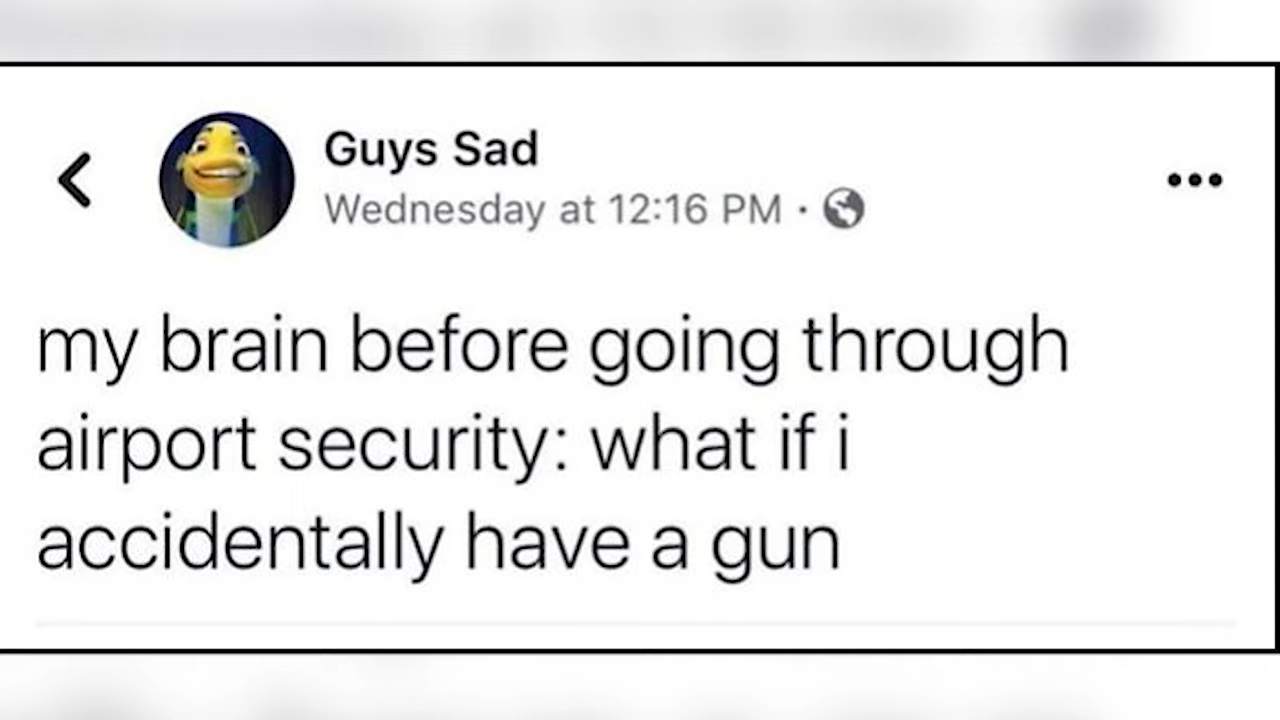 Guys Sad
Wednesday at 12:16 PM ·
my brain before going through
airport security: what if i
accidentally have a gun